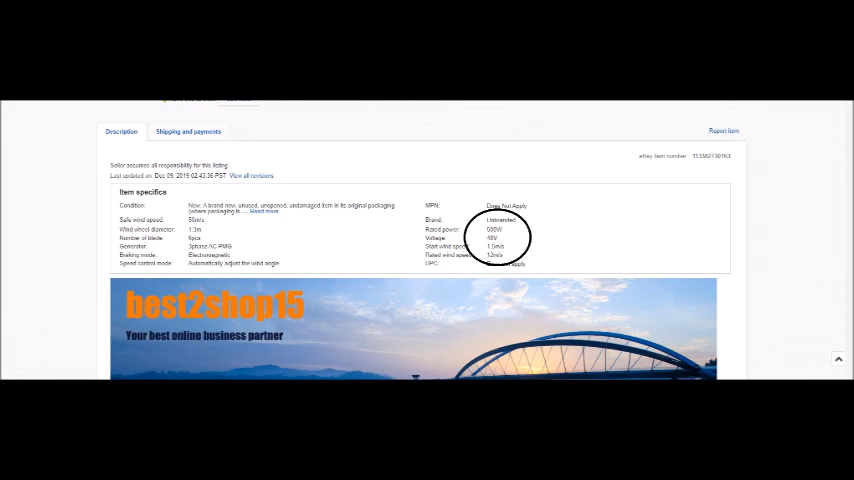 Description Shipping and payments Report item
eBay item number: 113382730163
Seller assumes all responsibility for this listing.
Last updated on Dec 09, 2019 02:43:36 PST View all revisions
Item specifics
Condition: New: A brand new, unused, unopened, undamaged item in its original packaging MPN: Does Not Apply
(where packaging is .... Read more
Safe wind speed: 50m/s Brand: Unbranded
Wind wheel diameter: 1.3m Rated power: 500W
Number of blade: 6pcs Voltage: 48V
Generator: 3phase AC PMG Start wind speed: 1.5m/s
Braking mode: Electromagnetic Rated wind speed: 12m/s
Speed control mode: Automatically adjust the wind angle UPC: not apply
best2shop15
Your best online business partner